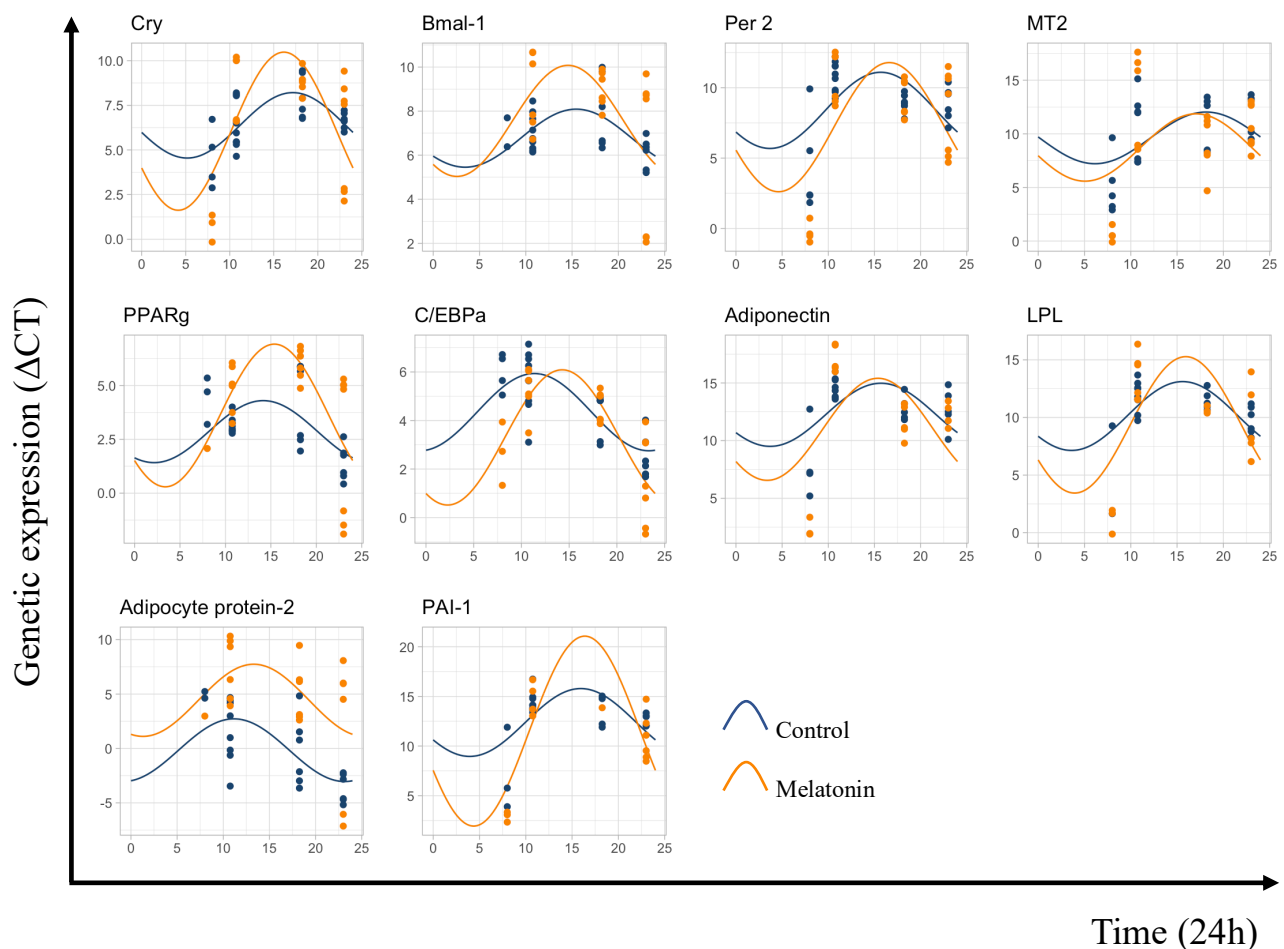 Cry
Bmal-1
Per 2
MT2
10.0
7.5
5.0
2.5
0.0
0 5 10 15 20 25
10
8
6
4
2
0 5 10 15 20 25
10
5
0
0 5 10 15 20 25
15
10
5
0
0 5 10 15 20 25
Genetic expression (ΔCT)
PPARg
C/EBPa
Adiponectin
LPL
5.0
2.5
0.0
0 5 10 15 20 25
6
4
2
0
0 5 10 15 20 25
15
10
5
0 5 10 15 20 25
15
10
5
0
0 5 10 15 20 25
Adipocyte protein-2
PAI-1
10
5
0
-5
0 5 10 15 20 25
20
15
10
5
0 5 10 15 20 25
Control
Melatonin
Time (24h)